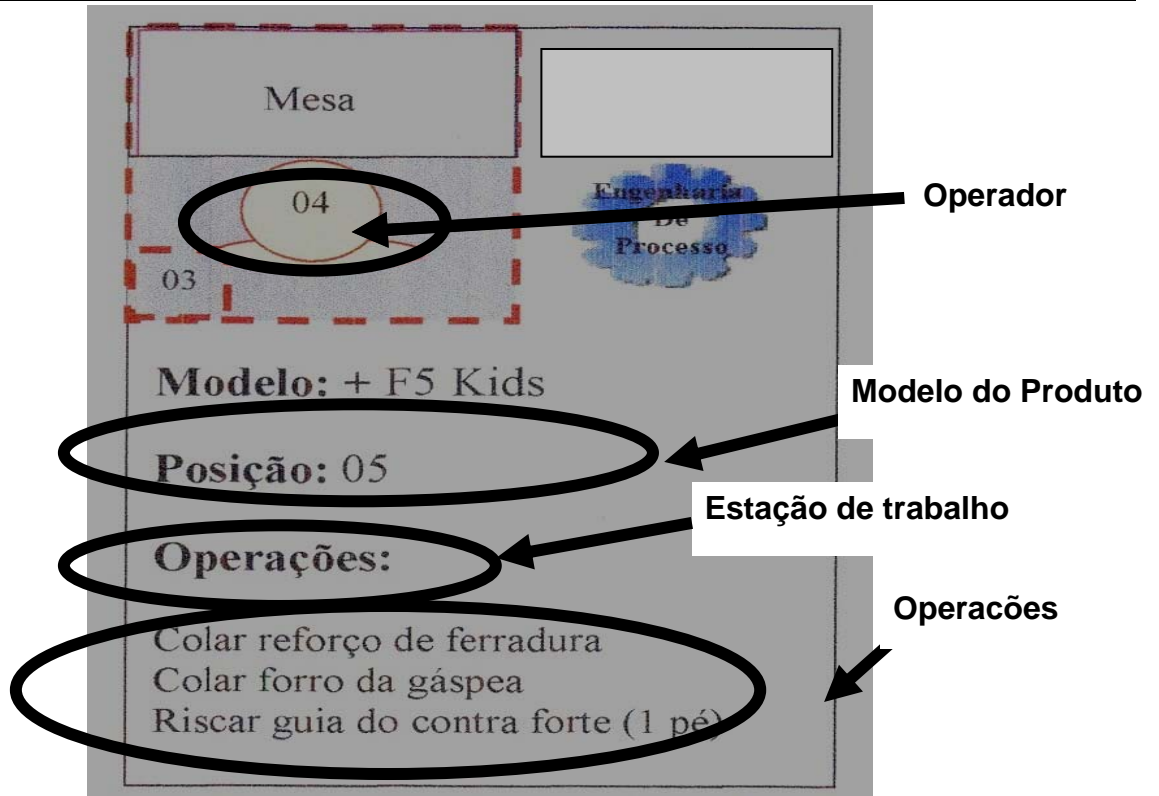 Mesa
04
03
Engenharia
De
Processo
Operador
Modelo: + F5 Kids
Modelo do Produto
Posição: 05
Estação de trabalho
Operações:
Operacões
Colar reforço de ferradura
Colar forro da gáspea
Riscar guia do contra forte (1 pé)